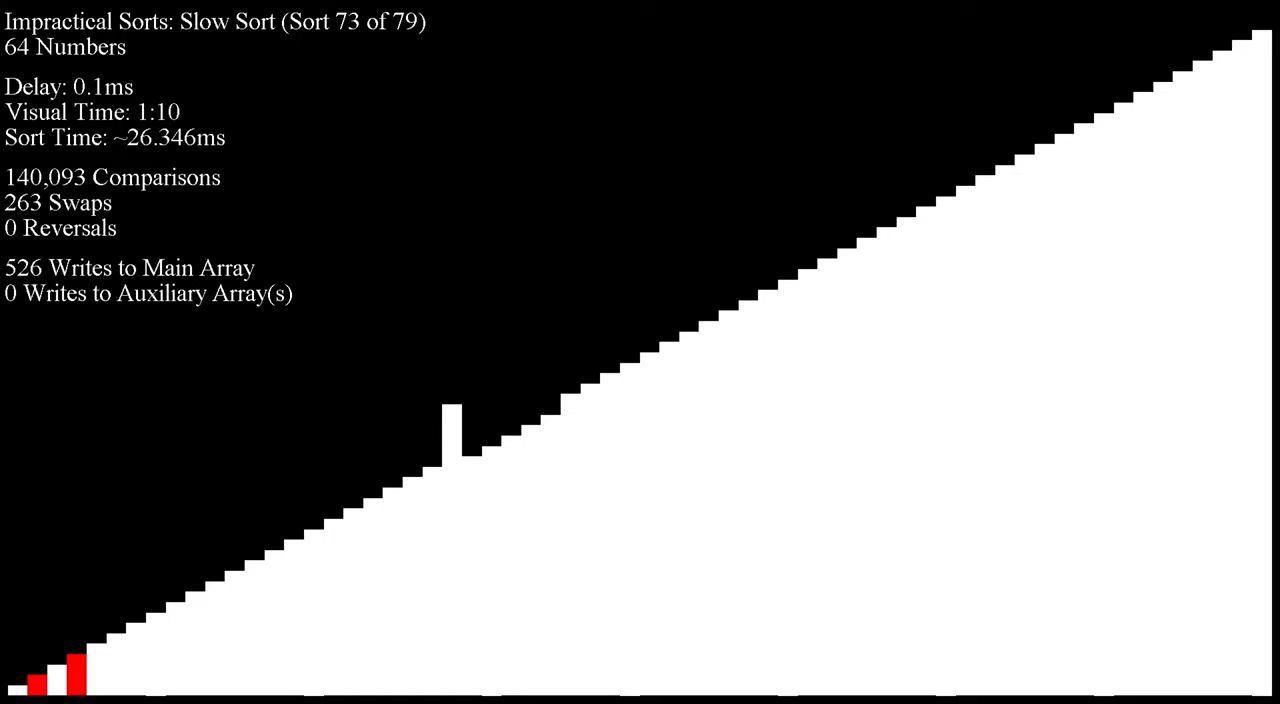 Impractical Sorts: Slow Sort (Sort 73 of 79)
64 Numbers
Delay: 0.1ms
Visual Time: 1:10
Sort Time: ~26.346ms
140,093 Comparisons
263 Swaps
0 Reversals
526 Writes to Main Array
0 Writes to Auxiliary Array(s)